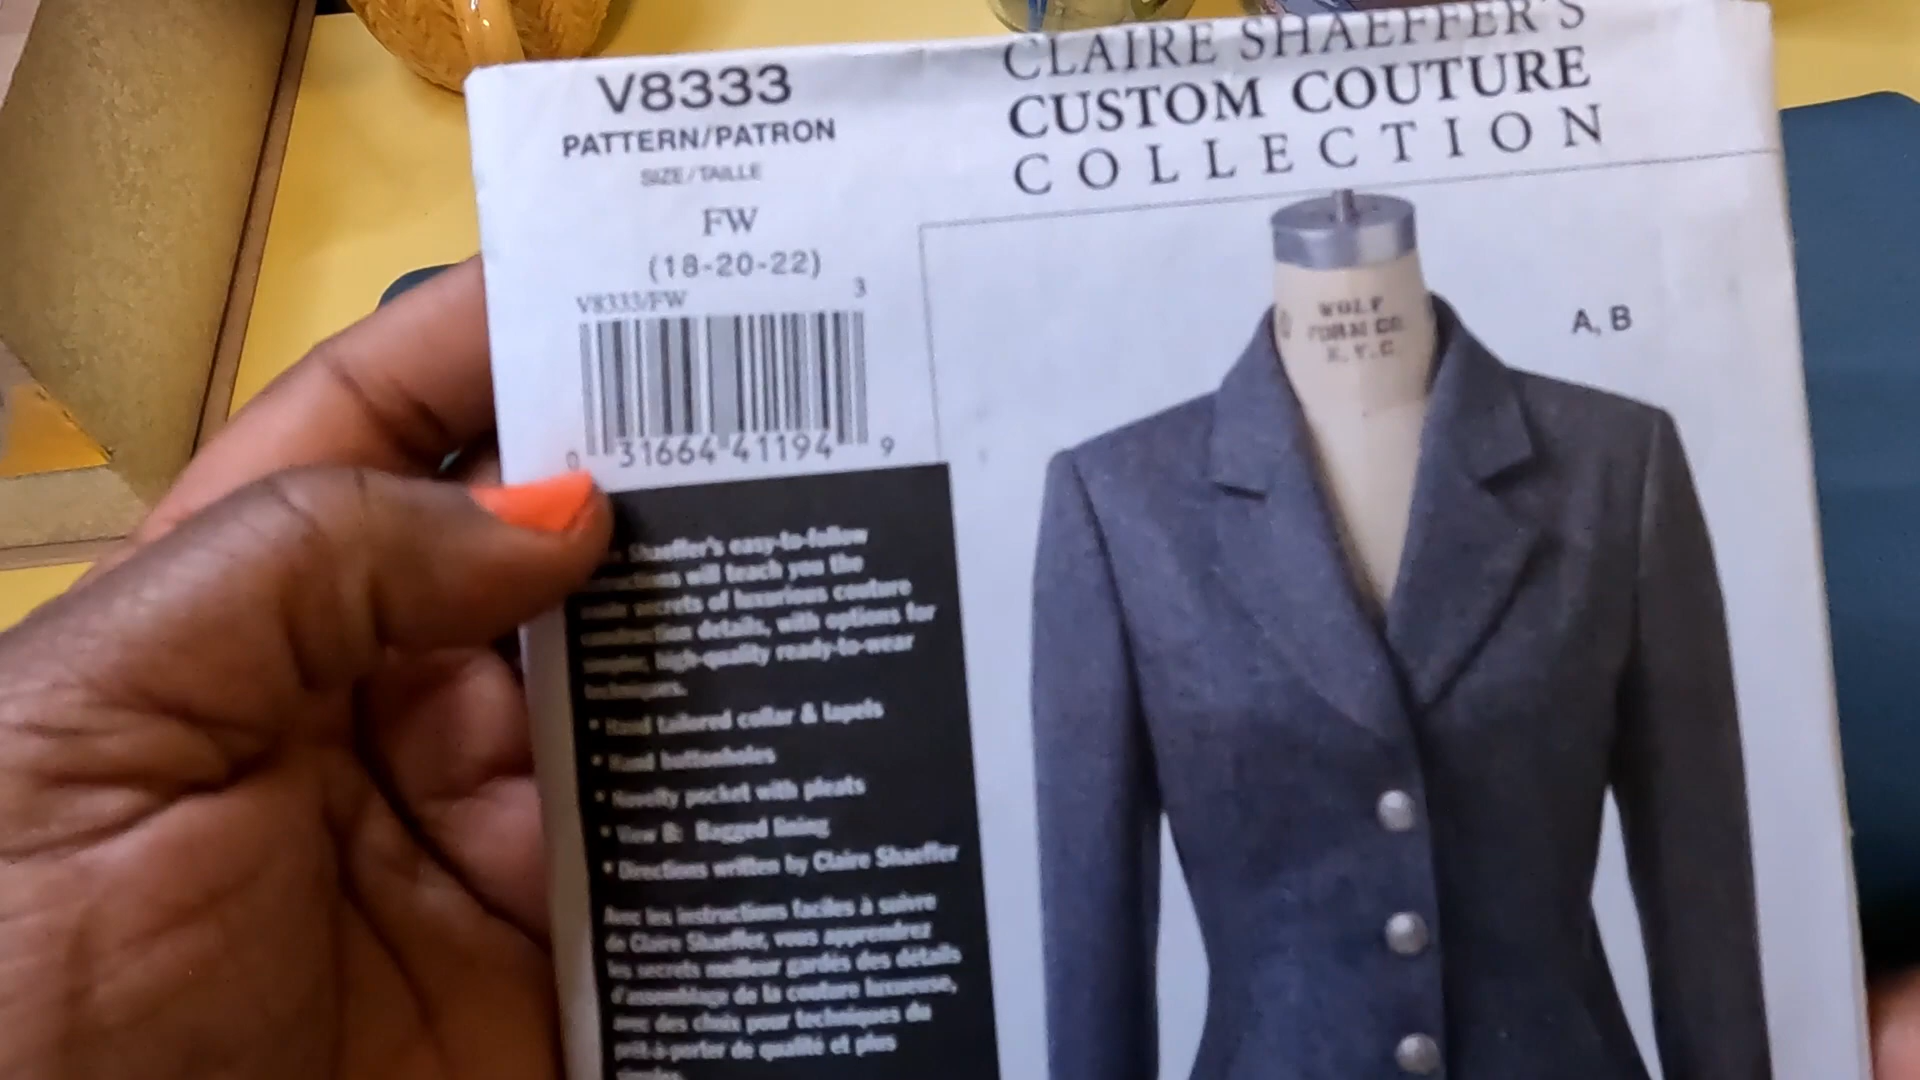 V8333
PATTERN/PATRON
SIZE/TAILLE
FW
(18-20-22)
V8333/FW
3
0 31664 41194 9
CLAIRE SHAEFFER'S
CUSTOM COUTURE
COLLECTION
A, B
WOLF
FORM CO.
N.Y.C.
Shaeffer's easy-to-follow
will teach you the
secrets of luxurious couture
construction details, with options for
simpler, high-quality ready-to-wear
techniques.
• Hand tailored collar & lapels
• Hand buttonholes
• Novelty pocket with pleats
• View B: Bagged lining
• Directions written by Claire Shaeffer
Avec les instructions faciles à suivre
de Claire Shaeffer, vous apprendrez
les secrets meilleur gardés des détails
d'assemblage de la couture luxueuse,
avec des choix pour techniques du
prêt-à-porter de qualité et plus
simples.